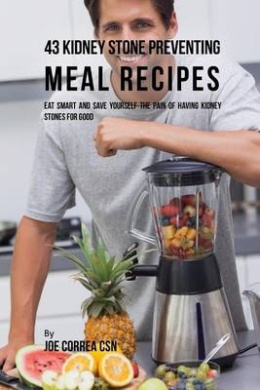 43 KIDNEY STONE PREVENTING
MEAL RECIPES
EAT SMART AND SAVE YOURSELF THE PAIN OF HAVING KIDNEY
STONES FOR GOOD
By
JOE CORREA CSN